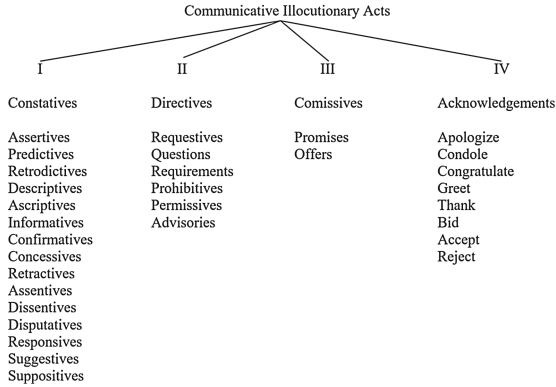 Communicative Illocutionary Acts
I II III IV
Constatives Directives Comissives Acknowledgements
Assertives Requestives Promises Apologize
Predictives Questions Offers Condole
Retrodictives Requirements Congratulate
Descriptives Prohibitives Greet
Ascriptives Permissives Thank
Informatives Advisories Bid
Confirmatives Accept
Concessives Reject
Retractives
Assentives
Dissentives
Disputatives
Responsives
Suggestives
Suppositives